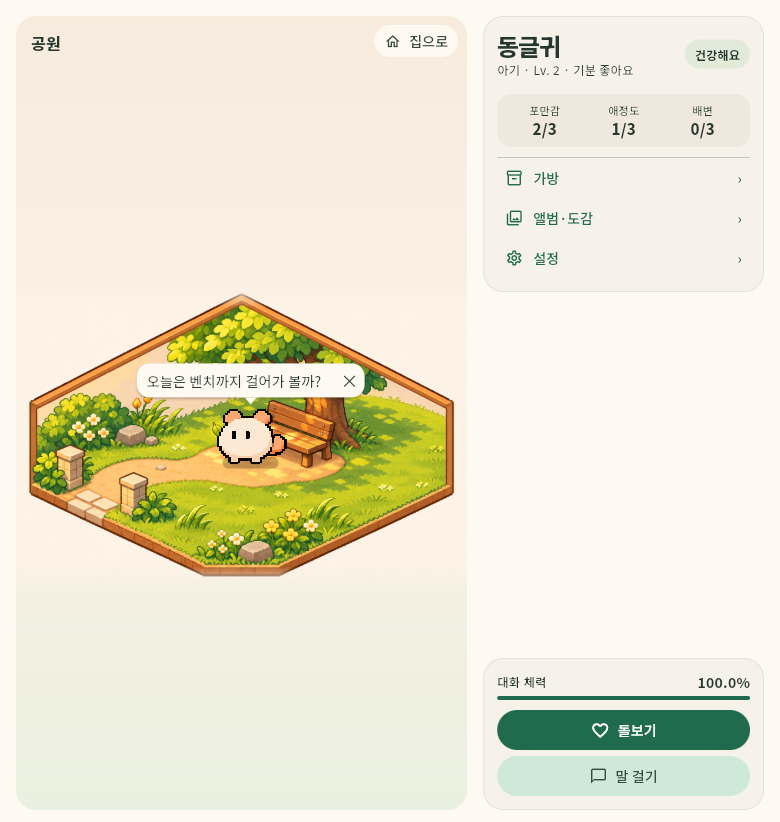 공원
집으로
오늘은 벤치까지 걸어가 볼까?
동글귀
아기 · Lv. 2 · 기분 좋아요
건강해요
포만감 애정도 배변
2/3 1/3 0/3
가방
앨범·도감
설정
대화 체력 100.0%
돌보기
말 걸기